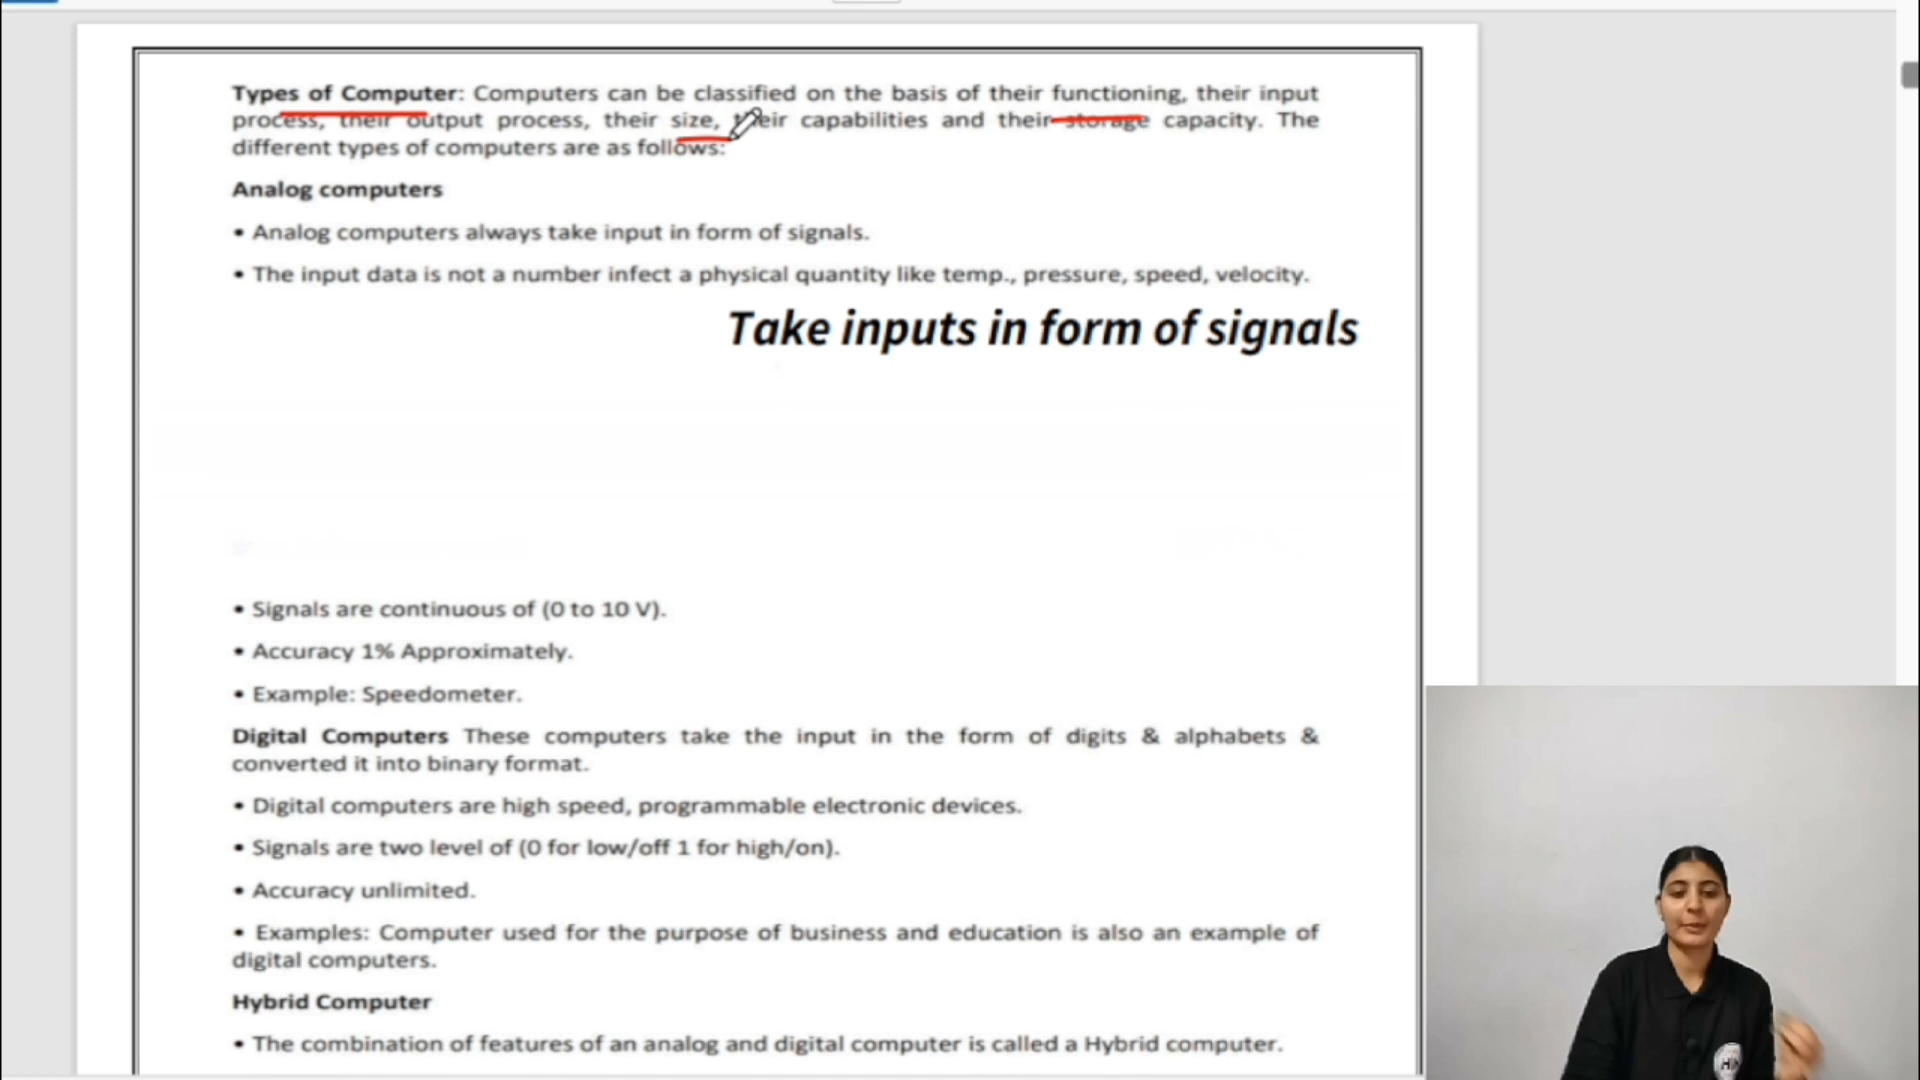 Types of Computer: Computers can be classified on the basis of their functioning, their input
process, their output process, their size, their capabilities and their storage capacity. The
different types of computers are as follows:
Analog computers
• Analog computers always take input in form of signals.
• The input data is not a number infect a physical quantity like temp., pressure, speed, velocity.
Take inputs in form of signals
• Signals are continuous of (0 to 10 V).
• Accuracy 1% Approximately.
• Example: Speedometer.
Digital Computers These computers take the input in the form of digits & alphabets &
converted it into binary format.
• Digital computers are high speed, programmable electronic devices.
• Signals are two level of (0 for low/off 1 for high/on).
• Accuracy unlimited.
• Examples: Computer used for the purpose of business and education is also an example of
digital computers.
Hybrid Computer
• The combination of features of an analog and digital computer is called a Hybrid computer.